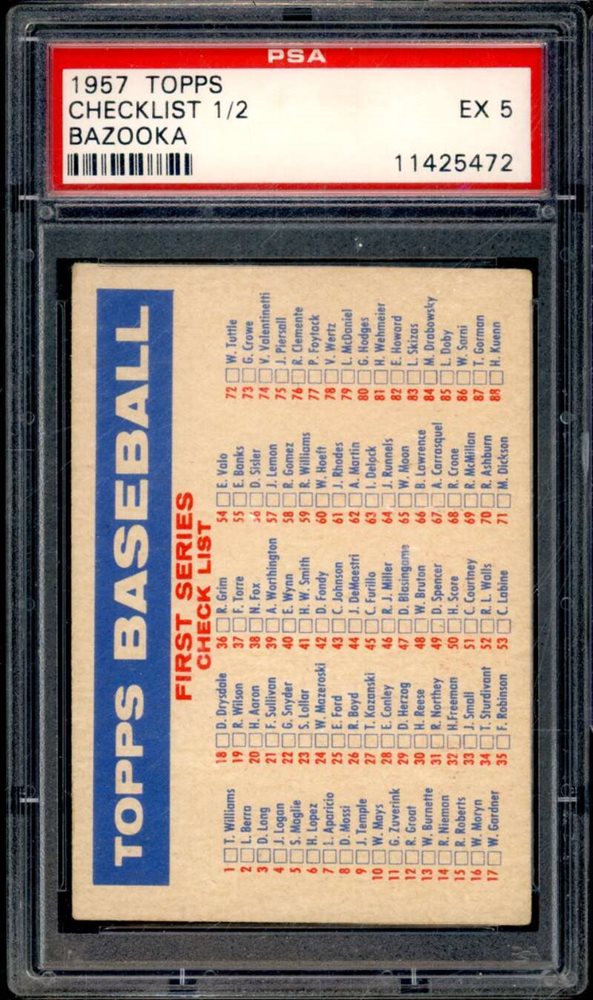 PSA
1957 TOPPS
CHECKLIST 1/2
BAZOOKA
EX 5
11425472
TOPPS BASEBALL
FIRST SERIES
CHECK LIST
1 T. Williams
2 L. Berra
3 D. Long
4 J. Logan
5 S. Maglie
6 H. Lopez
7 L. Aparicio
8 D. Mossi
9 J. Temple
10 W. Mays
11 G. Zuverink
12 R. Groat
13 W. Burnette
14 R. Nieman
15 R. Roberts
16 W. Moryn
17 W. Gardner
18 D. Drysdale
19 R. Wilson
20 H. Aaron
21 F. Sullivan
22 G. Snyder
23 S. Lollar
24 W. Mazeroski
25 E. Ford
26 R. Boyd
27 T. Kazanski
28 E. Conley
29 D. Herzog
30 H. Reese
31 R. Northey
32 H. Freeman
33 J. Small
34 T. Sturdivant
35 F. Robinson
36 R. Grim
37 F. Torre
38 N. Fox
39 A. Worthington
40 E. Wynn
41 H. W. Smith
42 D. Fondy
43 C. Johnson
44 J. DeMaestri
45 C. Furillo
46 R. J. Miller
47 D. Blasingame
48 W. Bruton
49 D. Spencer
50 H. Score
51 C. Courtney
52 R. L. Walls
53 C. Labine
54 E. Valo
55 E. Banks
56 D. Sisler
57 J. Lemon
58 R. Gomez
59 R. Williams
60 W. Hoeft
61 J. Rhodes
62 A. Martin
63 I. Delock
64 J. Runnels
65 W. Moon
66 B. Lawrence
67 A. Carrasquel
68 R. Crone
69 R. McMillan
70 R. Ashburn
71 M. Dickson
72 W. Tuttle
73 G. Crowe
74 V. Valentinetti
75 J. Piersall
76 R. Clemente
77 P. Foytack
78 V. Wertz
79 L. McDaniel
80 G. Hodges
81 H. Wehmeier
82 E. Howard
83 L. Skizas
84 M. Drabowsky
85 L. Doby
86 W. Sarni
87 T. Gorman
88 H. Kuenn